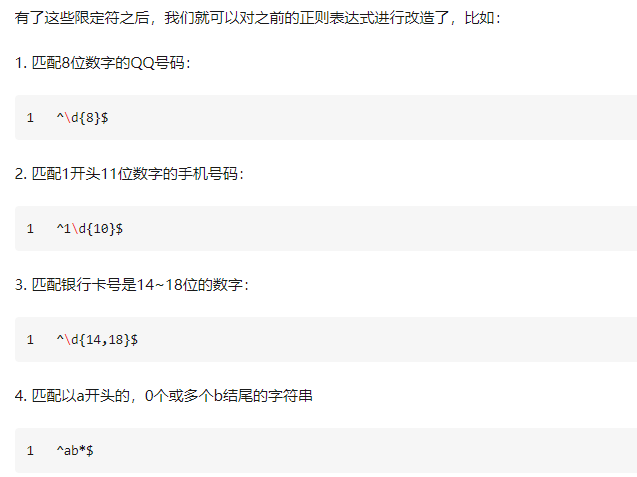 有了这些限定符之后，我们就可以对之前的正则表达式进行改造了，比如：
1. 匹配8位数字的QQ号码：
1 ^\d{8}$
2. 匹配1开头11位数字的手机号码：
1 ^1\d{10}$
3. 匹配银行卡号是14~18位的数字：
1 ^\d{14,18}$
4. 匹配以a开头的，0个或多个b结尾的字符串
1 ^ab*$